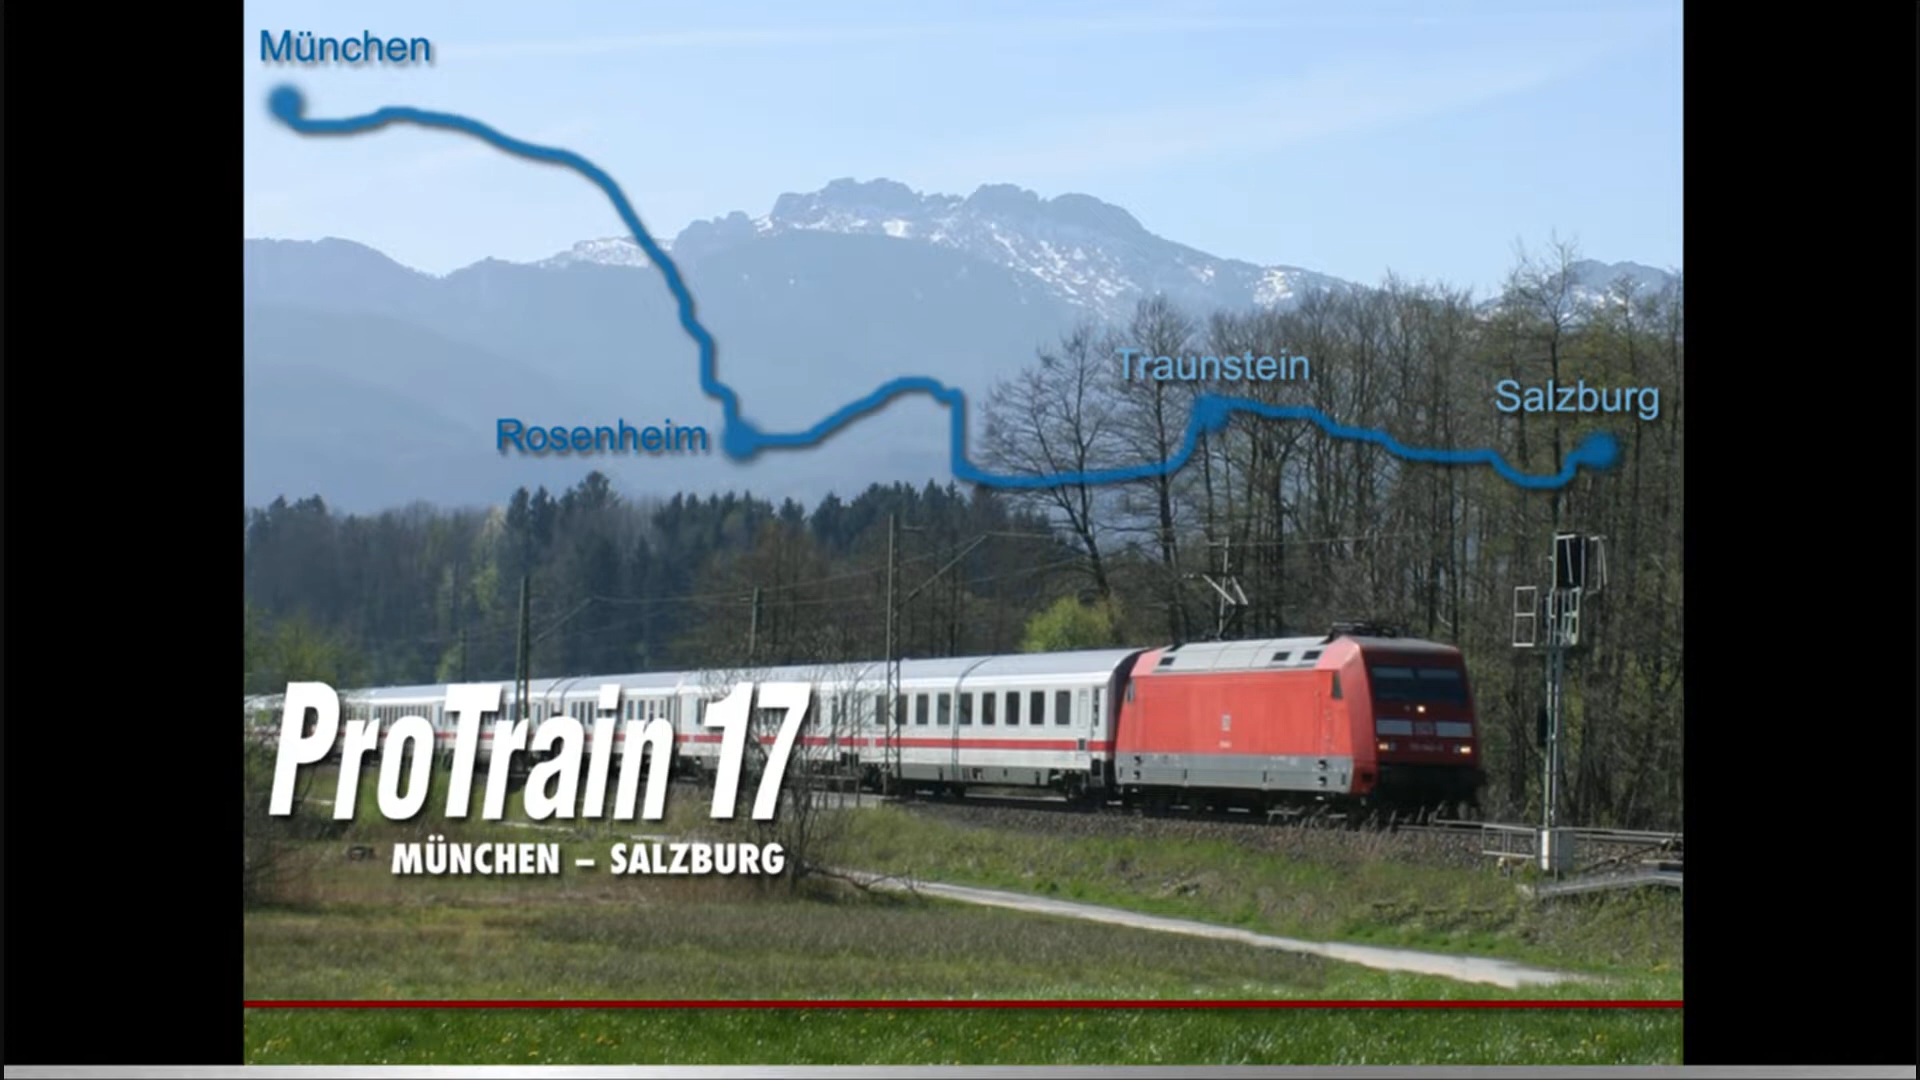 München
Traunstein
Salzburg
Rosenheim
ProTrain 17
MÜNCHEN – SALZBURG